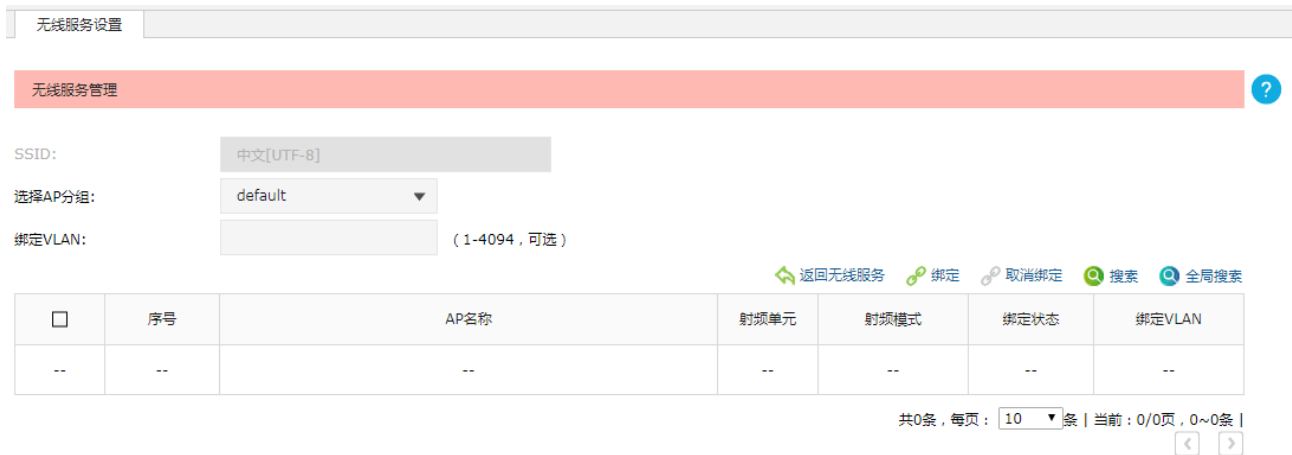 无线服务设置
无线服务管理
?
SSID: 中文[UTF-8]
选择AP分组: default
绑定VLAN: (1-4094，可选)
返回无线服务 绑定 取消绑定 搜索 全局搜索
序号 AP名称 射频单元 射频模式 绑定状态 绑定VLAN
-- -- -- -- -- -- --
共0条，每页： 10 条 | 当前：0/0页，0~0条 |
< >